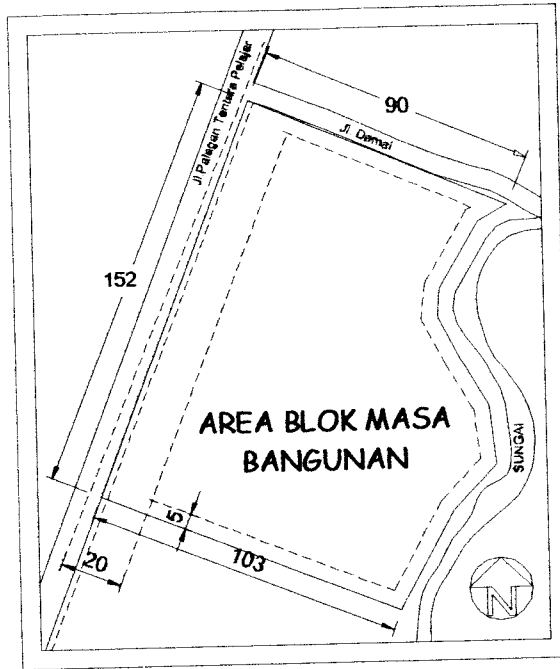 Jl Palagan Tentara Pelajar
90
Jl. Damai
152
AREA BLOK MASA
BANGUNAN
SUNGAI
5
103
20
N